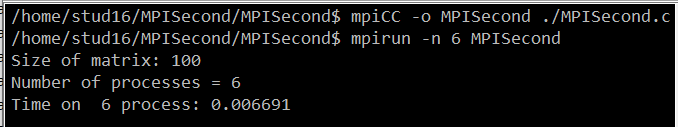 /home/stud16/MPISecond/MPISecond$ mpiCC -o MPISecond ./MPISecond.c
/home/stud16/MPISecond/MPISecond$ mpirun -n 6 MPISecond
Size of matrix: 100
Number of processes = 6
Time on  6 process: 0.006691